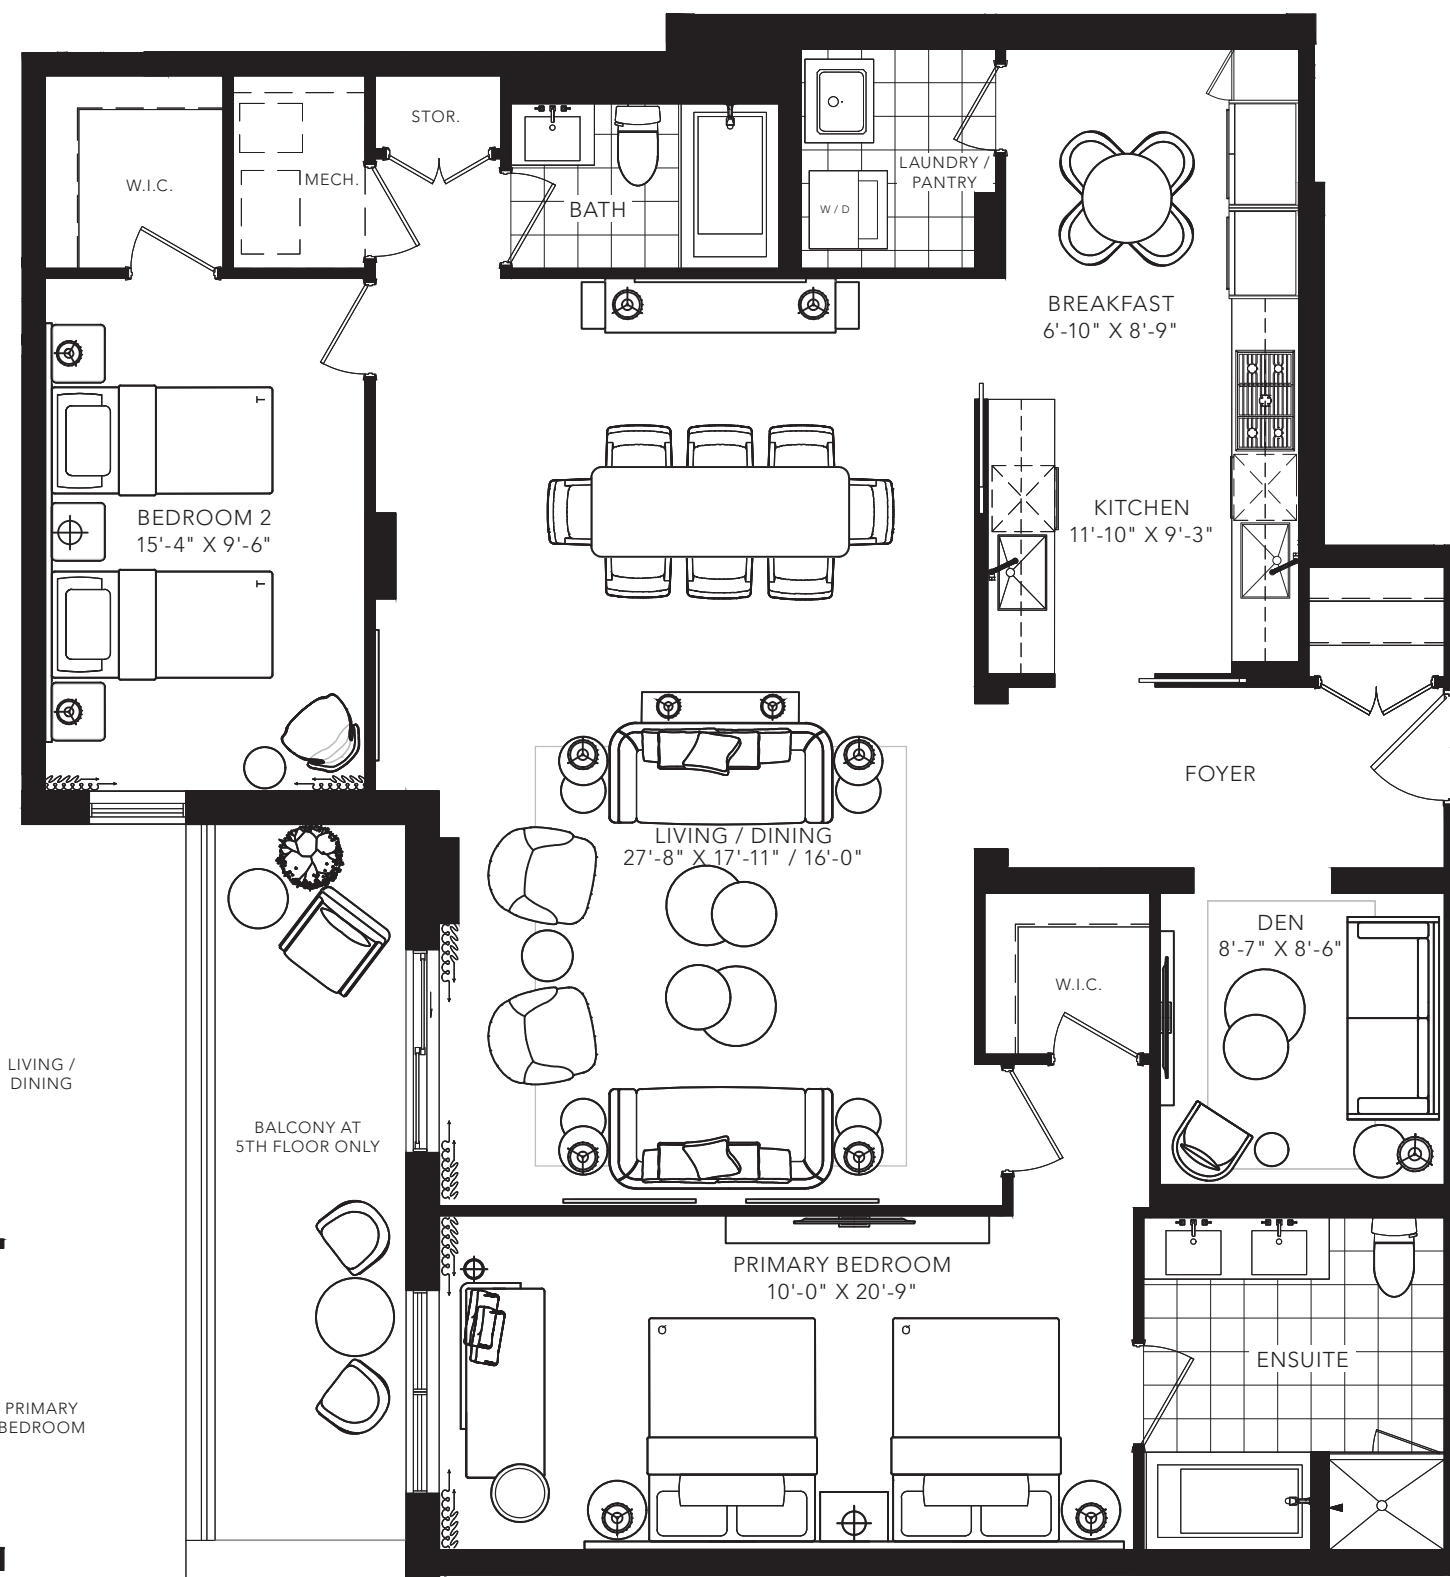 STOR.
W.I.C.
MECH.
BATH
LAUNDRY /
PANTRY
W / D
BREAKFAST
6'-10" X 8'-9"
BEDROOM 2
15'-4" X 9'-6"
KITCHEN
11'-10" X 9'-3"
FOYER
LIVING / DINING
27'-8" X 17'-11" / 16'-0"
DEN
8'-7" X 8'-6"
W.I.C.
LIVING /
DINING
BALCONY AT
5TH FLOOR ONLY
PRIMARY BEDROOM
10'-0" X 20'-9"
ENSUITE
PRIMARY
BEDROOM